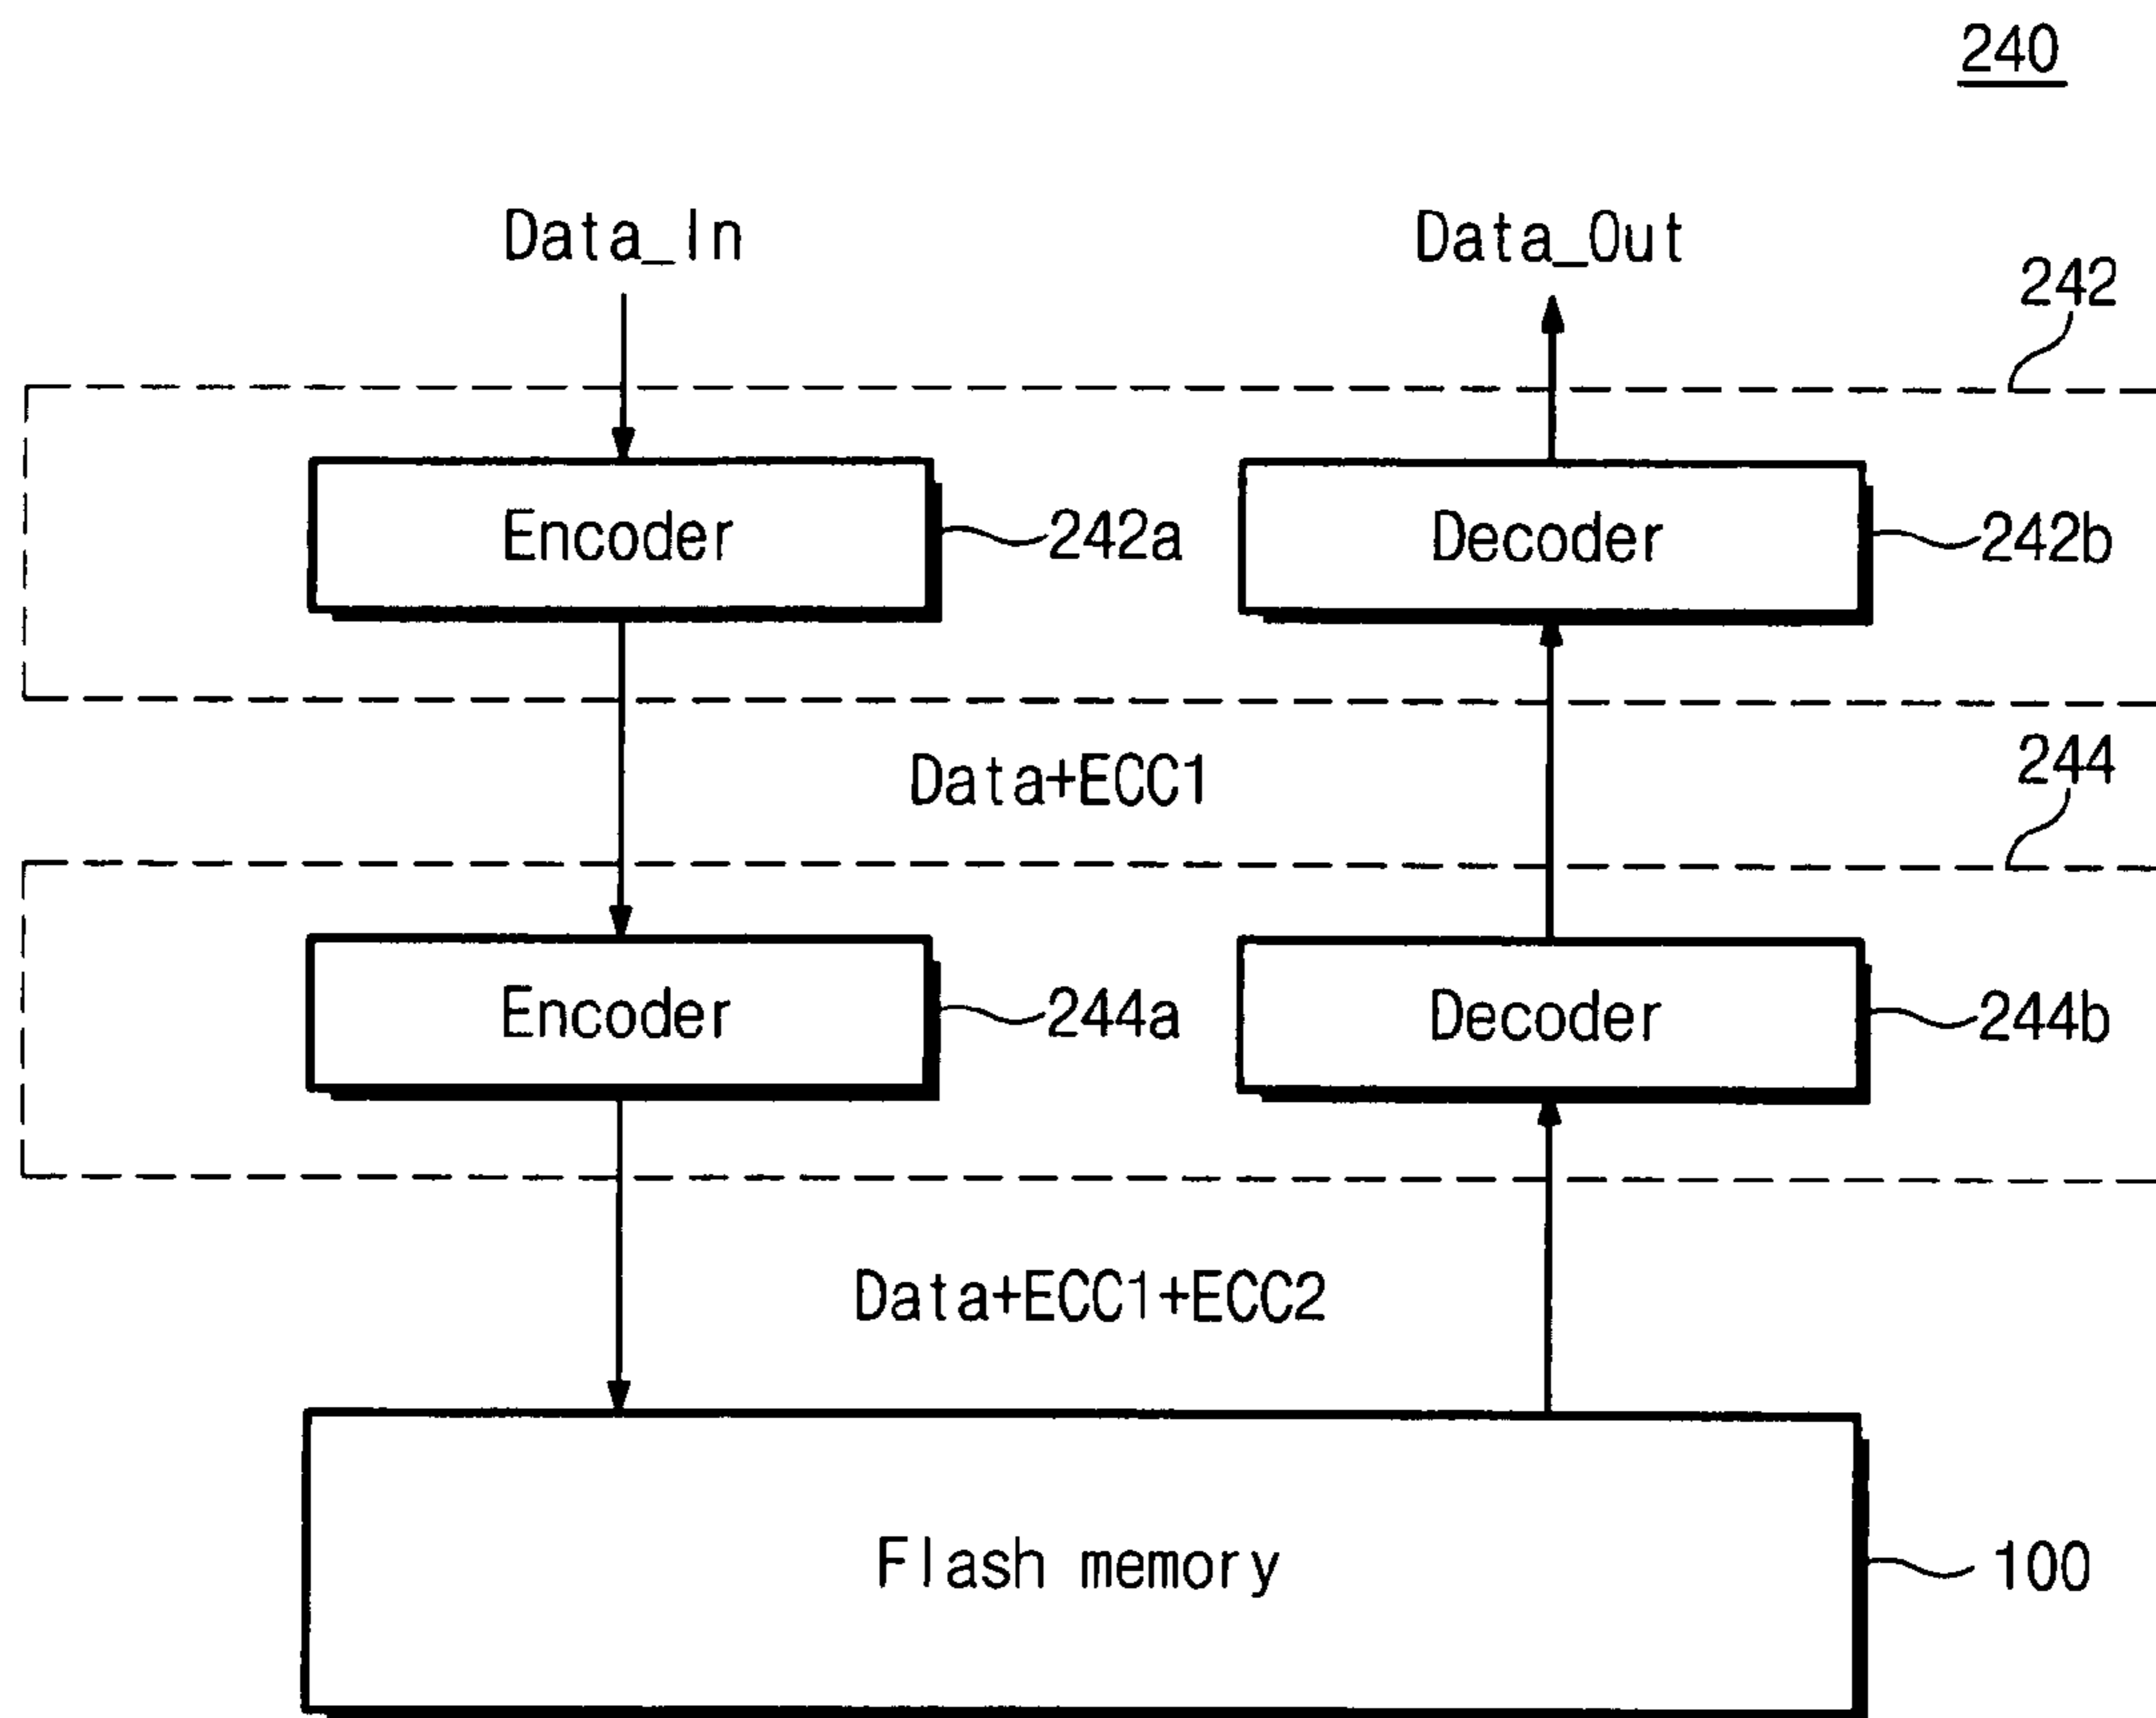 240
Data_In
Data_Out
242
Encoder
242a
Decoder
242b
Data+ECC1
244
Encoder
244a
Decoder
244b
Data+ECC1+ECC2
Flash memory
100